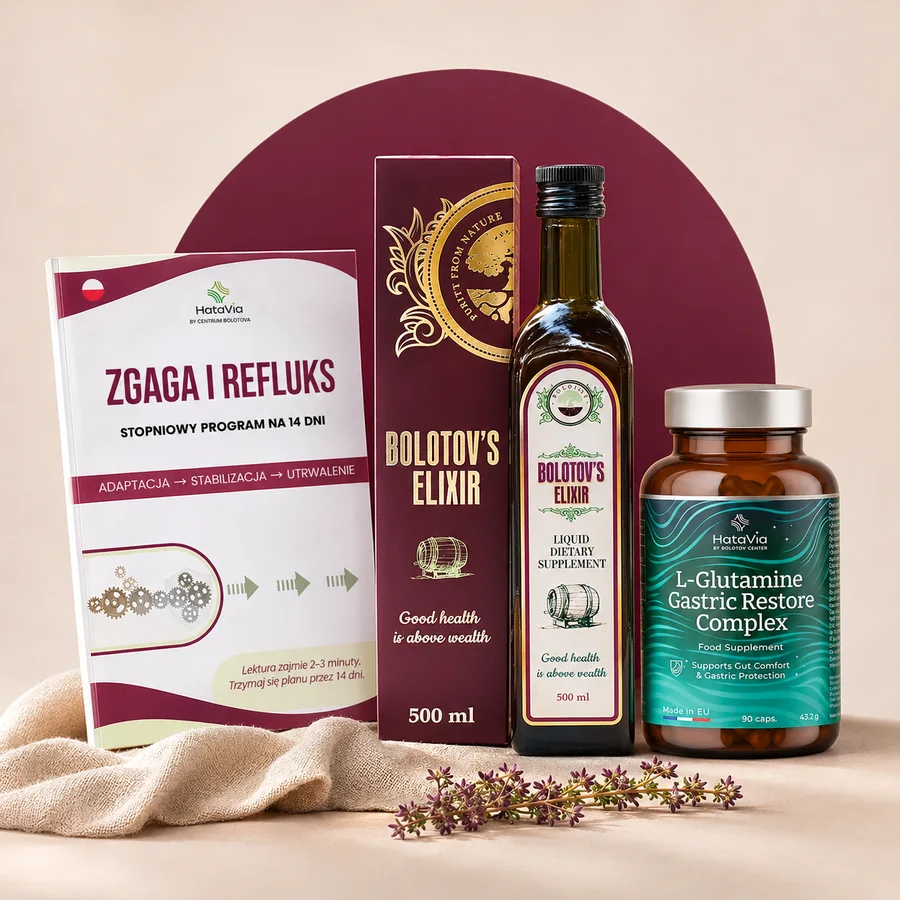 HataVia
BY CENTRUM BOLOTOVA
ZGAGA I REFLUKS
STOPNIOWY PROGRAM NA 14 DNI
ADAPTACJA → STABILIZACJA → UTRWALENIE
Lektura zajmie 2–3 minuty.
Trzymaj się planu przez 14 dni.
PURITY FROM NATURE
BOLOTOV'S
ELIXIR
Good health
is above wealth
500 ml
BOLOTOV'S
ELIXIR
LIQUID
DIETARY
SUPPLEMENT
Good health
is above wealth
500 ml
HataVia
BY BOLOTOV CENTER
L-Glutamine
Gastric Restore
Complex
Food Supplement
Supports Gut Comfort
& Gastric Protection
Made in EU
90 caps.
43.2 g